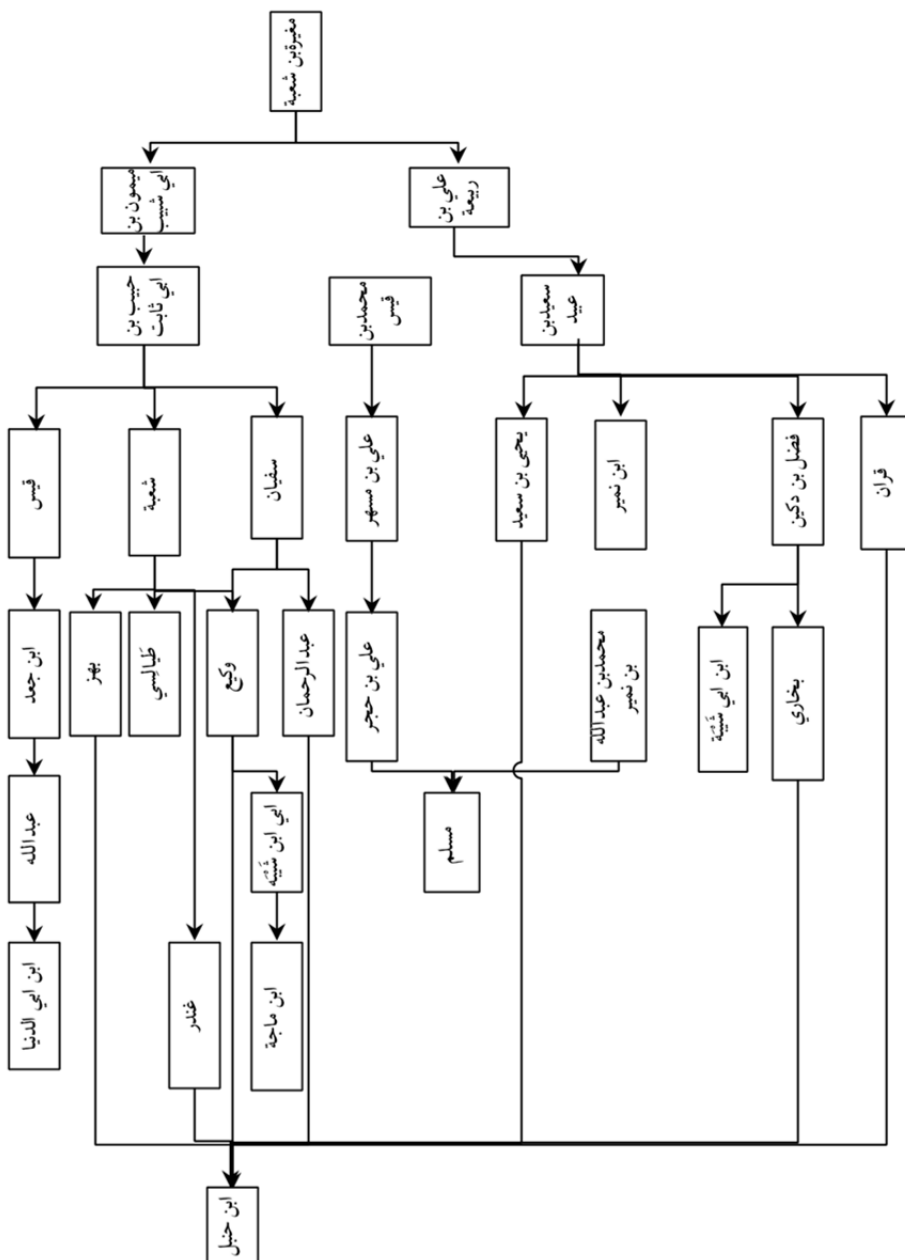 مغيرة بن شعبة
علي بن
ربيعة
ميمون بن
ابي شبيب
سعيد بن
عبيد
محمد بن
قيس
حبيب بن
ابي ثابت
قران
فضل بن دكين
ابن نمير
يحيى بن سعيد
علي بن مسهر
سفيان
شعبة
قيس
بخاري
ابن ابي شَيْبَة
محمد بن عبد الله
بن نمير
علي بن حجر
عبد الرحمان
وكيع
طَيالِسي
بهز
ابن جعد
مسلم
ابي ابن شَيْبَه
عبد الله
ابن ماجة
غندر
ابن ابي الدنيا
ابن حنبل